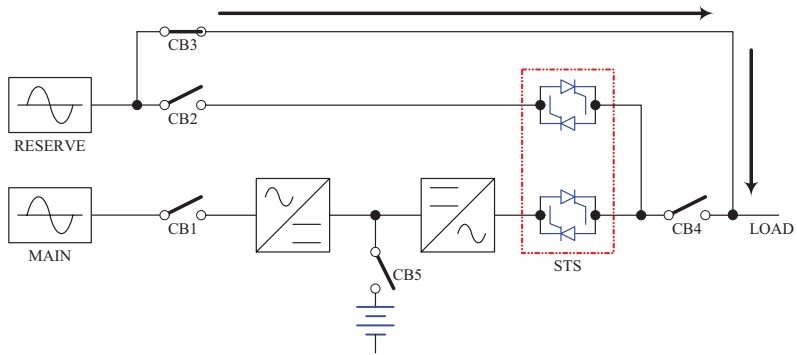 CB3
CB2
RESERVE
CB1
CB4
LOAD
MAIN
CB5
STS